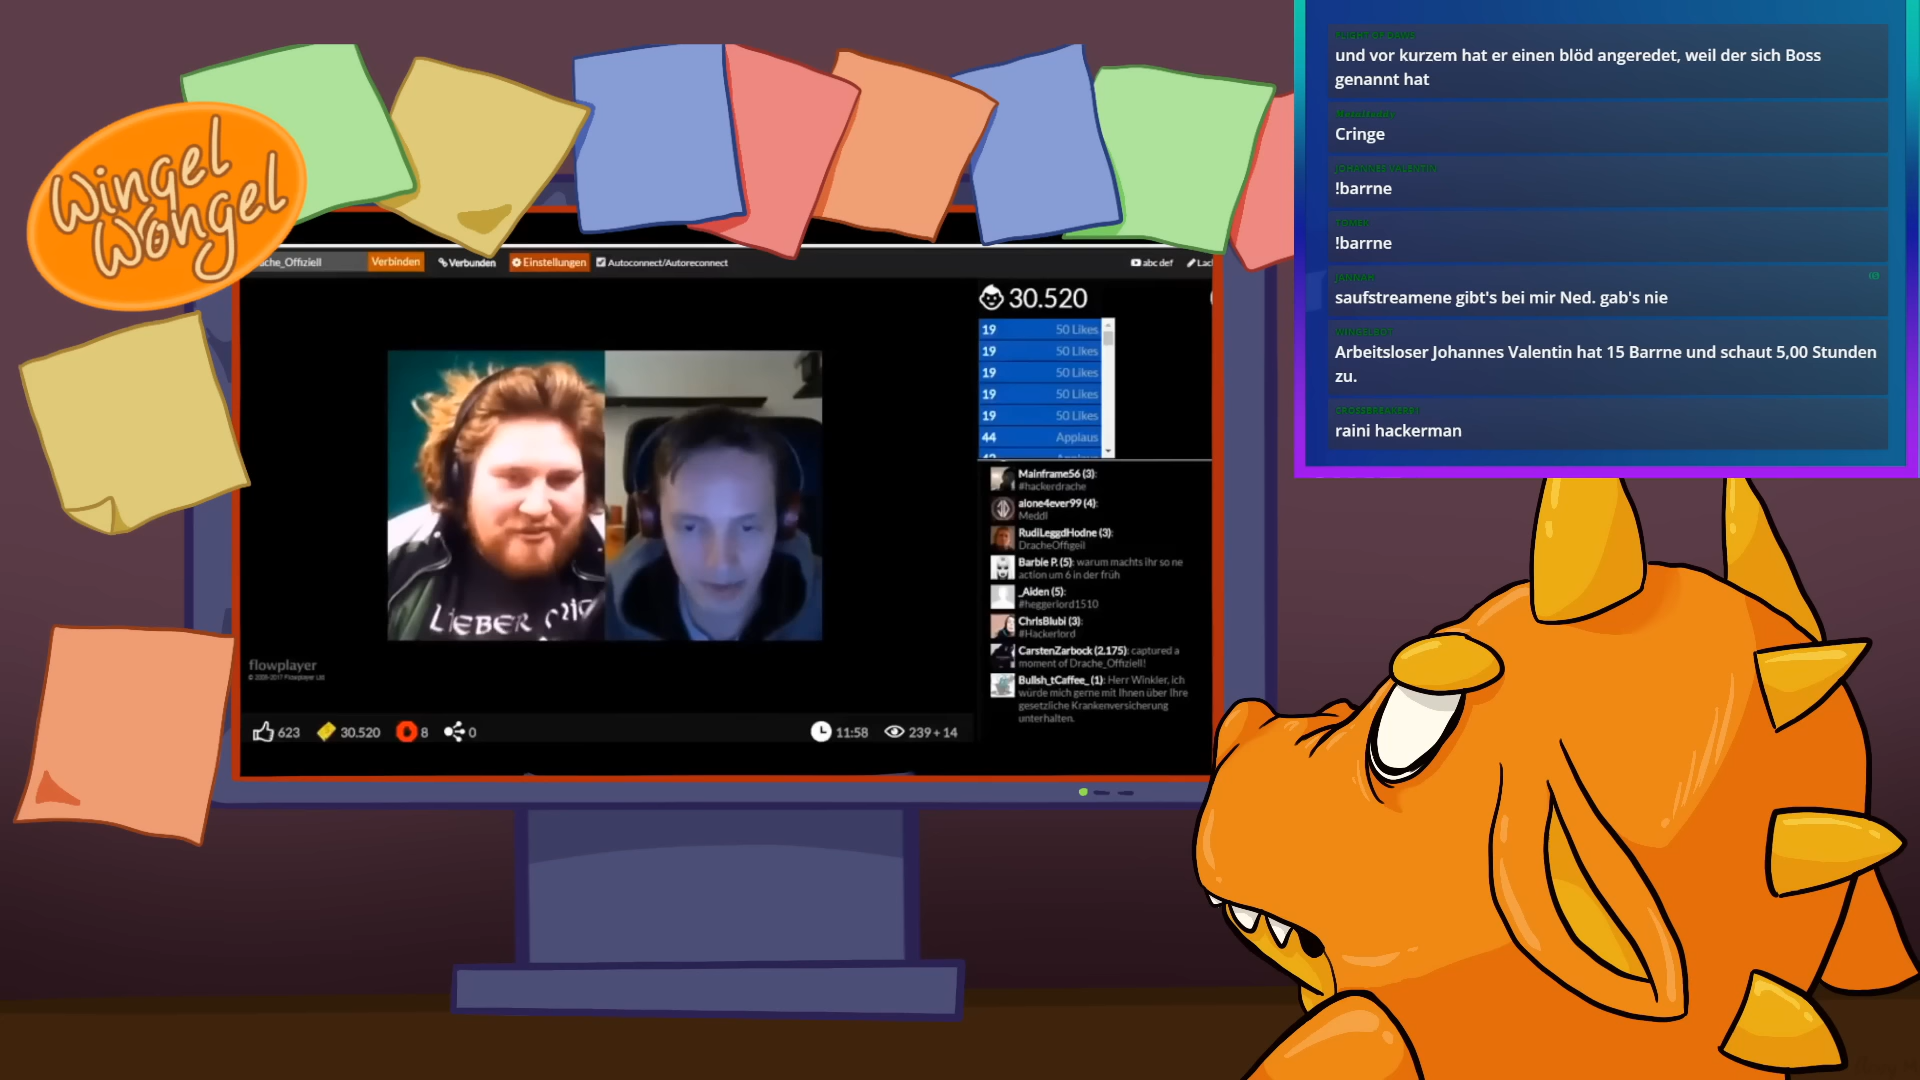 Wingel
Wongel
ache_Offiziell
Verbinden
Verbunden
Einstellungen
Autoconnect/Autoreconnect
abc def
30.520
19 50 Likes
19 50 Likes
19 50 Likes
19 50 Likes
19 50 Likes
44 Applaus
LIEBER
Mainframe56 (3):
#hackerdrache
alone4ever99 (4):
Meddl
RudiLeggdHodne (3):
DracheOffigeil
Barbie P. (5): warum machts ihr so ne
action um 6 in der früh
_Aiden (5):
#heggerlord1510
ChrisBlubi (3):
#Hackerlord
CarstenZarbock (2.175): captured a
moment of Drache_Offiziell!
Bullsh_tCaffee_ (1): Herr Winkler, ich
würde mich gerne mit Ihnen über Ihre
gesetzliche Krankenversicherung
unterhalten.
flowplayer
623
30.520
8
0
11:58
239 + 14
und vor kurzem hat er einen blöd angeredet, weil der sich Boss
genannt hat
Cringe
JOHANNES VALENTIN
!barrne
!barrne
saufstreamene gibt's bei mir Ned. gab's nie
WINGELBOT
Arbeitsloser Johannes Valentin hat 15 Barrne und schaut 5,00 Stunden
zu.
raini hackerman